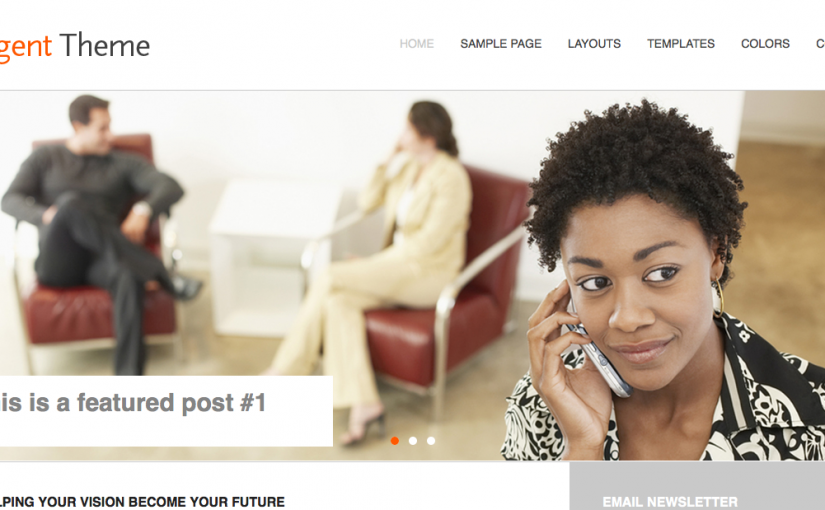 gent Theme
HOME SAMPLE PAGE LAYOUTS TEMPLATES COLORS C
is is a featured post #1
LPING YOUR VISION BECOME YOUR FUTURE
EMAIL NEWSLETTER